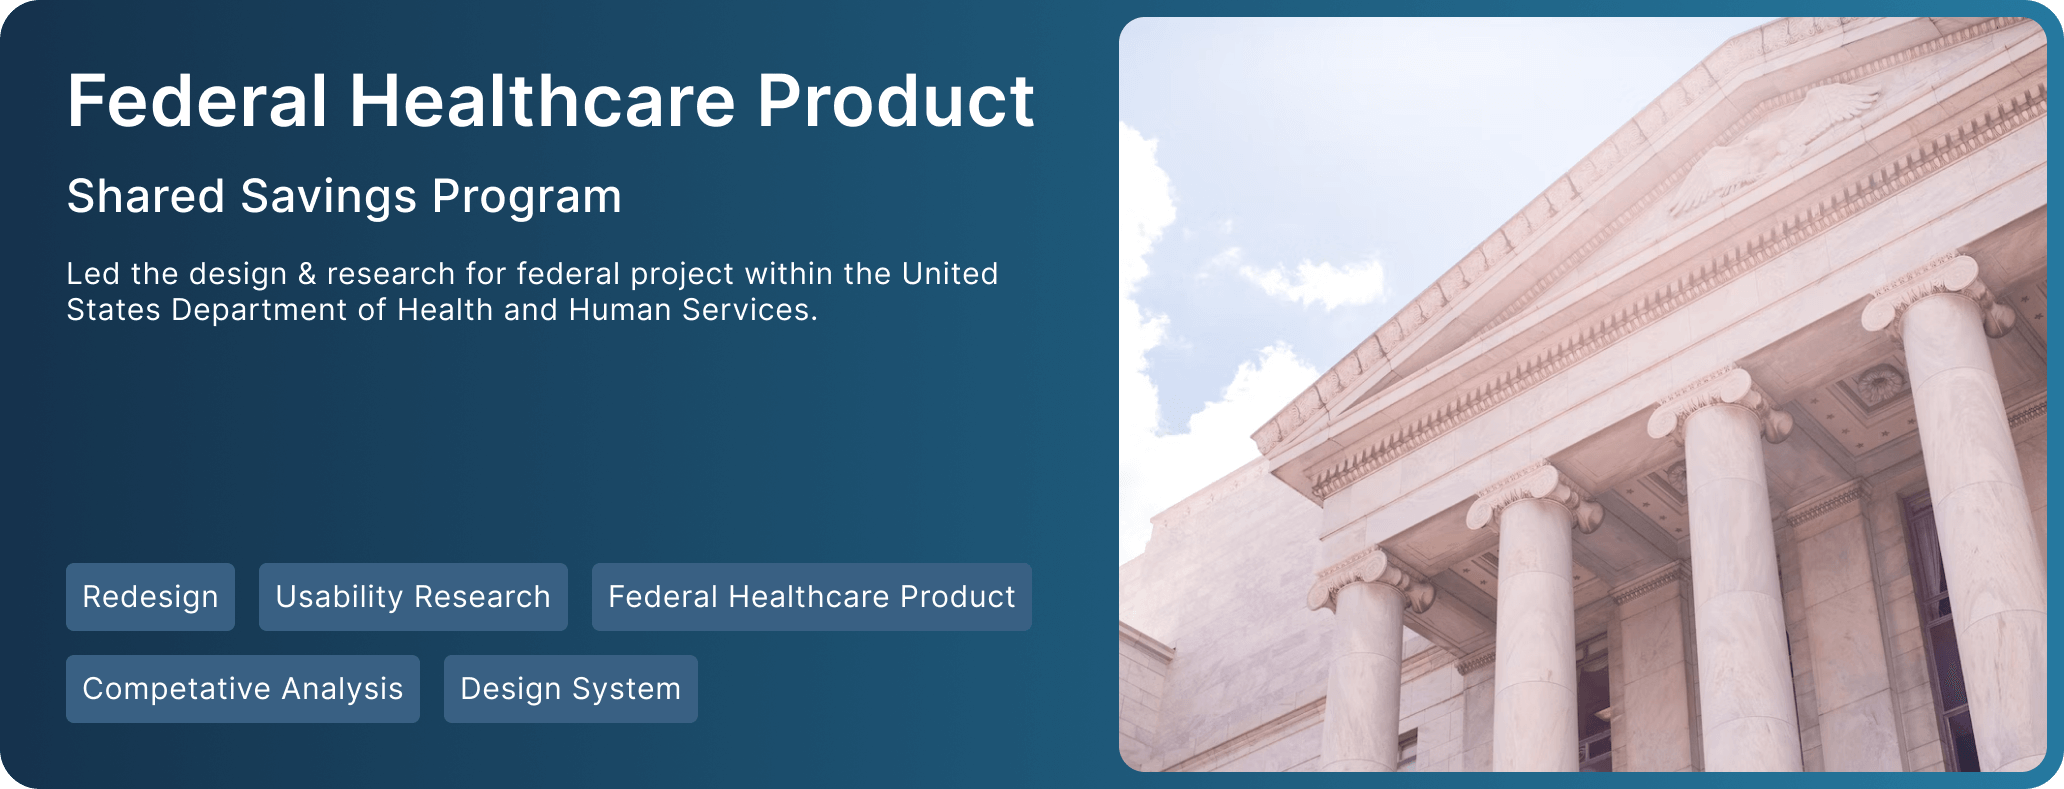 Federal Healthcare Product
Shared Savings Program
Led the design & research for federal project within the United
States Department of Health and Human Services.
Redesign Usability Research Federal Healthcare Product
Competative Analysis Design System